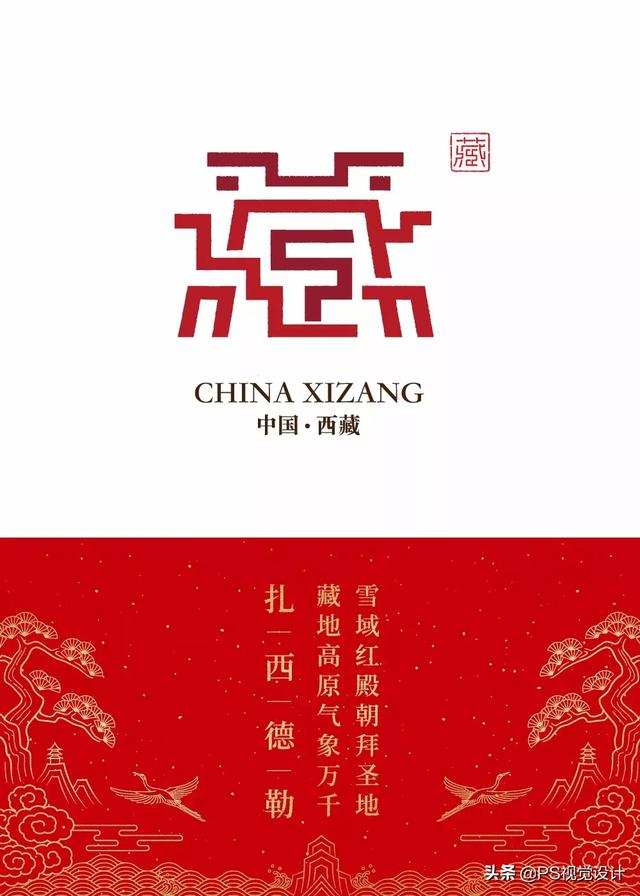 藏
CHINA XIZANG
中国·西藏
雪域红殿朝拜圣地
藏地高原气象万千
扎西德勒
头条@PS视觉设计